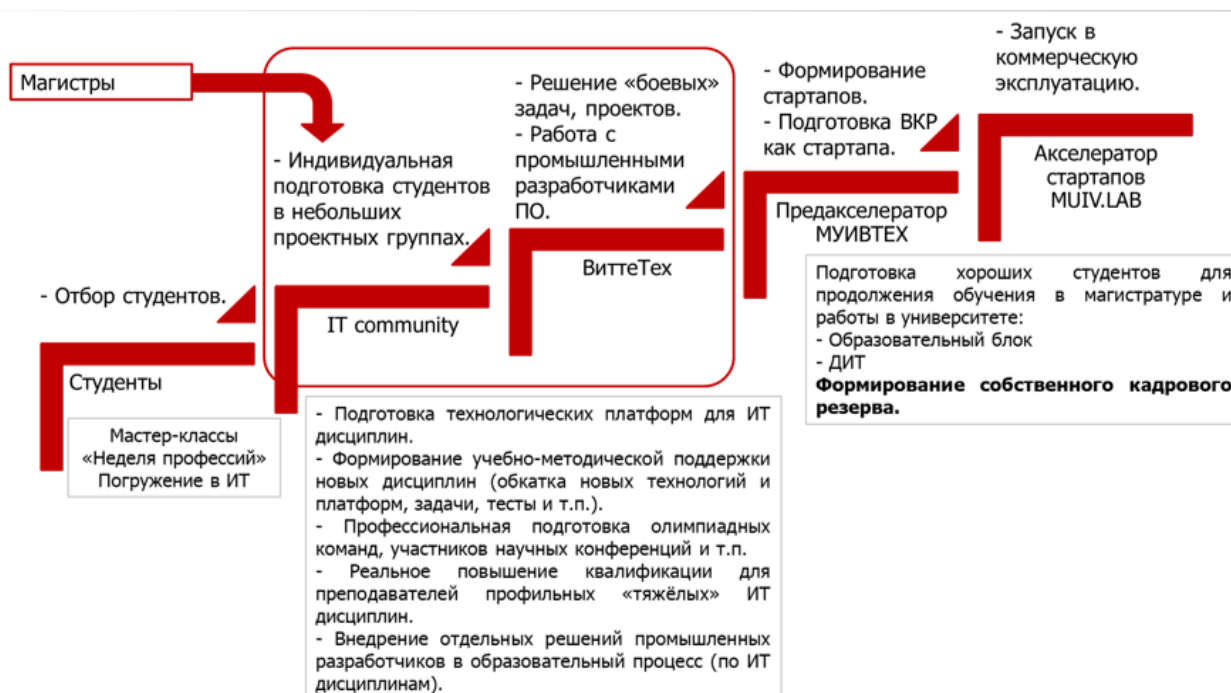 Магистры
- Отбор студентов.
Студенты
Мастер-классы
«Неделя профессий»
Погружение в ИТ
- Индивидуальная
подготовка студентов
в небольших
проектных группах.
IT community
- Подготовка технологических платформ для ИТ
дисциплин.
- Формирование учебно-методической поддержки
новых дисциплин (обкатка новых технологий и
платформ, задачи, тесты и т.п.).
- Профессиональная подготовка олимпиадных
команд, участников научных конференций и т.п.
- Реальное повышение квалификации для
преподавателей профильных «тяжёлых» ИТ
дисциплин.
- Внедрение отдельных решений промышленных
разработчиков в образовательный процесс (по ИТ
дисциплинам).
- Решение «боевых»
задач, проектов.
- Работа с
промышленными
разработчиками
ПО.
ВиттеТех
- Формирование
стартапов.
- Подготовка ВКР
как стартапа.
Предакселератор
МУИВТЕХ
- Запуск в
коммерческую
эксплуатацию.
Акселератор
стартапов
MUIV.LAB
Подготовка хороших студентов для
продолжения обучения в магистратуре и
работы в университете:
- Образовательный блок
- ДИТ
Формирование собственного кадрового
резерва.